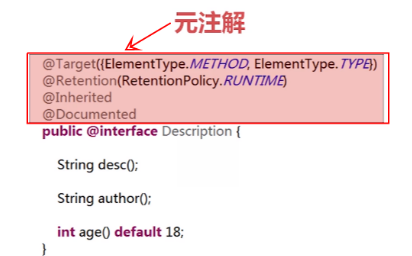 元注解
@Target({ElementType.METHOD, ElementType.TYPE})
@Retention(RetentionPolicy.RUNTIME)
@Inherited
@Documented
public @interface Description {
String desc();
String author();
int age() default 18;
}